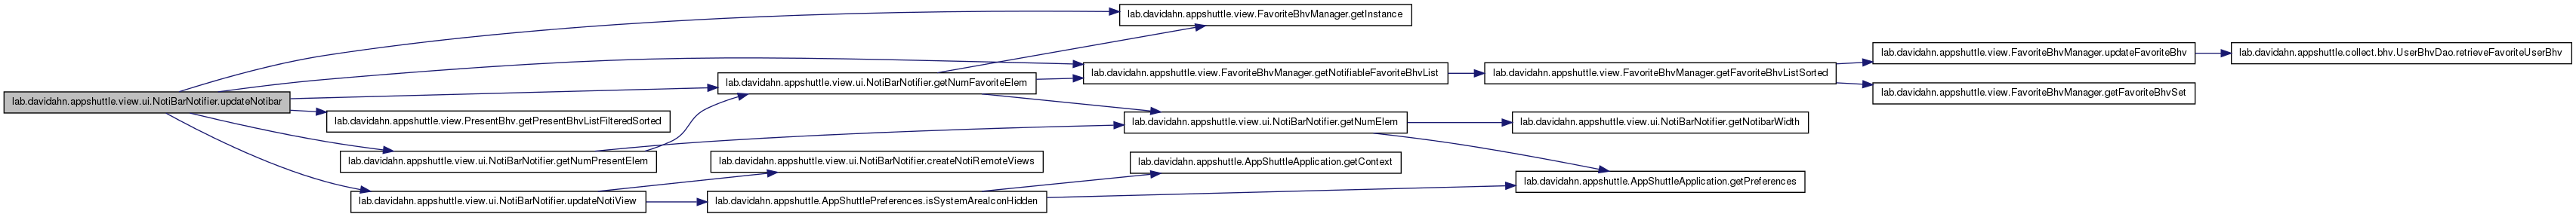 lab.davidahn.appshuttle.view.ui.NotiBarNotifier.updateNotibar
lab.davidahn.appshuttle.view.FavoriteBhvManager.getInstance
lab.davidahn.appshuttle.view.ui.NotiBarNotifier.getNumFavoriteElem
lab.davidahn.appshuttle.view.FavoriteBhvManager.getNotifiableFavoriteBhvList
lab.davidahn.appshuttle.view.FavoriteBhvManager.getFavoriteBhvListSorted
lab.davidahn.appshuttle.view.FavoriteBhvManager.updateFavoriteBhv
lab.davidahn.appshuttle.collect.bhv.UserBhvDao.retrieveFavoriteUserBhv
lab.davidahn.appshuttle.view.FavoriteBhvManager.getFavoriteBhvSet
lab.davidahn.appshuttle.view.PresentBhv.getPresentBhvListFilteredSorted
lab.davidahn.appshuttle.view.ui.NotiBarNotifier.getNumElem
lab.davidahn.appshuttle.view.ui.NotiBarNotifier.getNotibarWidth
lab.davidahn.appshuttle.view.ui.NotiBarNotifier.getNumPresentElem
lab.davidahn.appshuttle.view.ui.NotiBarNotifier.createNotiRemoteViews
lab.davidahn.appshuttle.AppShuttleApplication.getContext
lab.davidahn.appshuttle.AppShuttleApplication.getPreferences
lab.davidahn.appshuttle.view.ui.NotiBarNotifier.updateNotiView
lab.davidahn.appshuttle.AppShuttlePreferences.isSystemAreaIconHidden